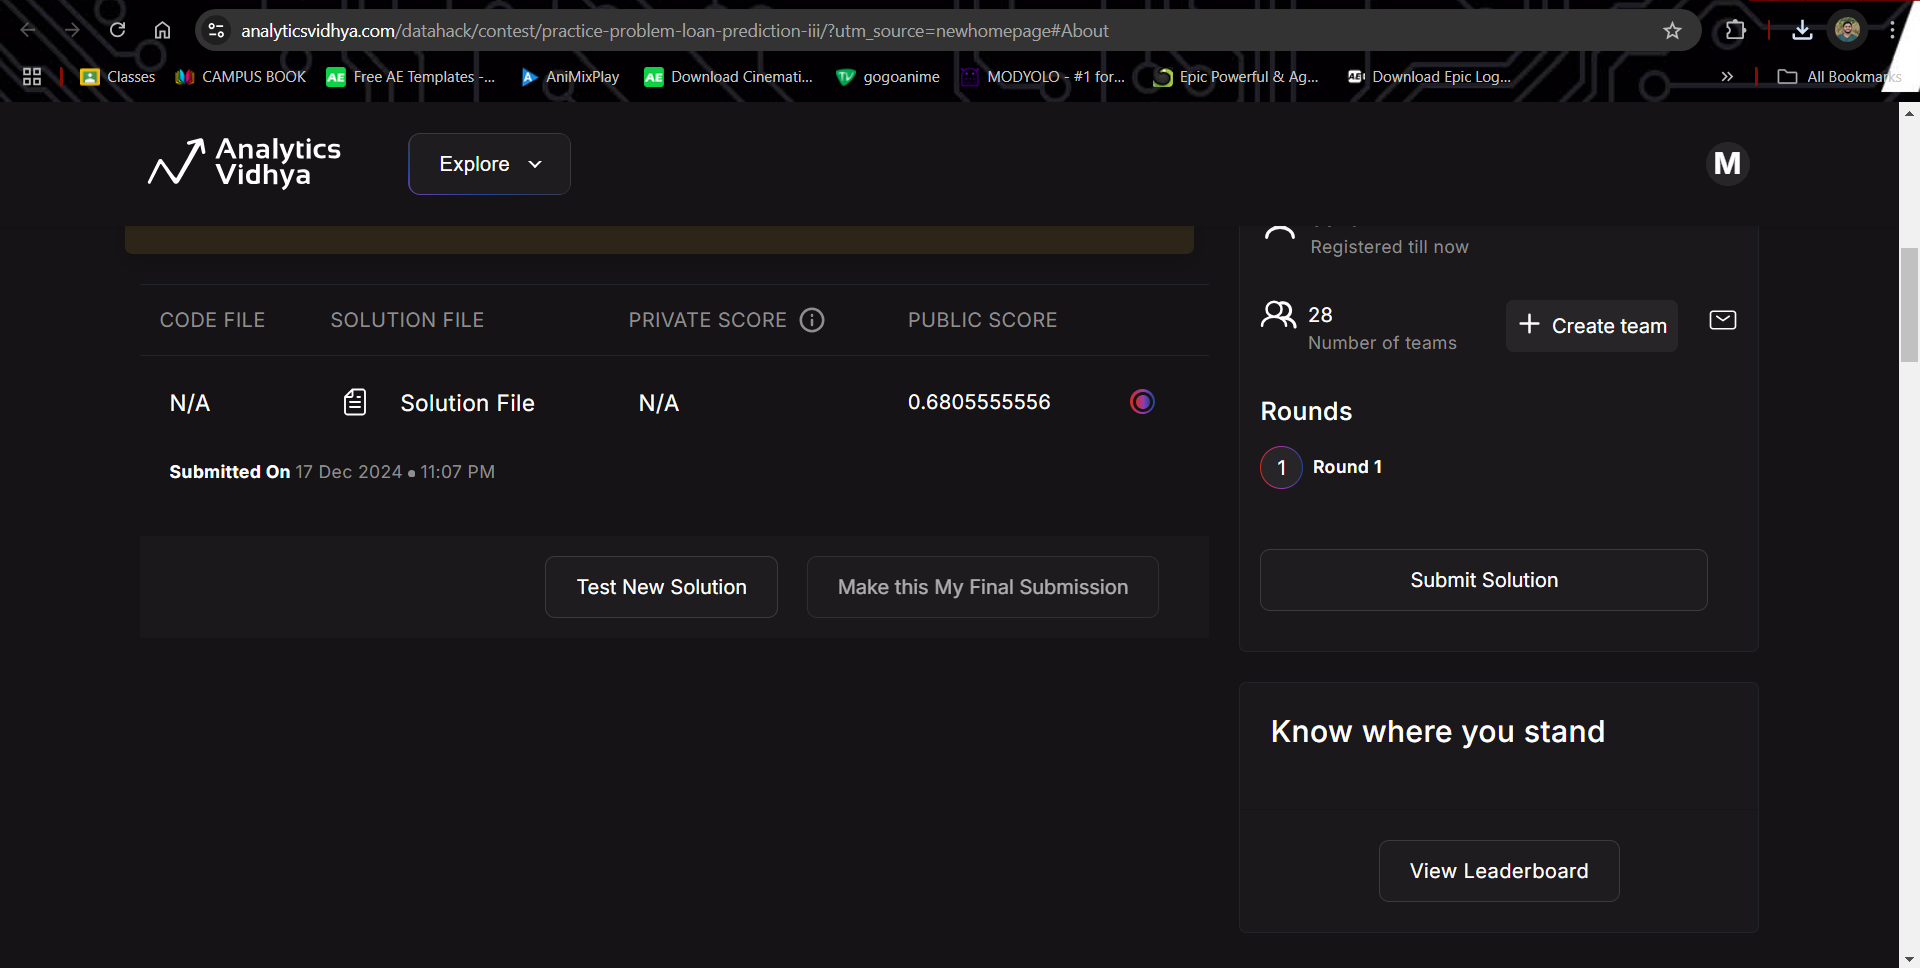 analyticsvidhya.com/datahack/contest/practice-problem-loan-prediction-iii/?utm_source=newhomepage#About
Classes CAMPUS BOOK AE Free AE Templates -... AniMixPlay AE Download Cinemati... gogoanime MODYOLO - #1 for... Epic Powerful & Ag... Download Epic Log... » All Bookmarks
Analytics
Vidhya
Explore
M
Registered till now
CODE FILE SOLUTION FILE PRIVATE SCORE PUBLIC SCORE
28
Number of teams
+ Create team
N/A Solution File N/A 0.6805555556
Submitted On 17 Dec 2024 • 11:07 PM
Rounds
1 Round 1
Test New Solution Make this My Final Submission
Submit Solution
Know where you stand
View Leaderboard